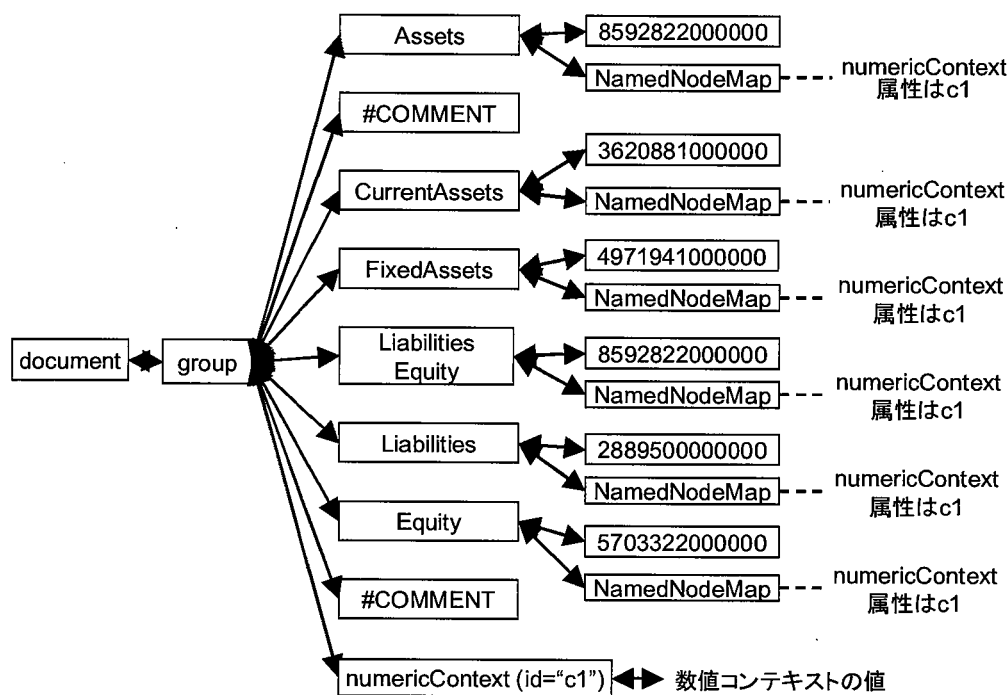 Assets
8592822000000
NamedNodeMap
numericContext
属性はc1
#COMMENT
CurrentAssets
3620881000000
NamedNodeMap
numericContext
属性はc1
FixedAssets
4971941000000
NamedNodeMap
numericContext
属性はc1
document
group
Liabilities
Equity
8592822000000
NamedNodeMap
numericContext
属性はc1
Liabilities
2889500000000
NamedNodeMap
numericContext
属性はc1
Equity
5703322000000
NamedNodeMap
numericContext
属性はc1
#COMMENT
numericContext (id=“c1”)
数値コンテキストの値